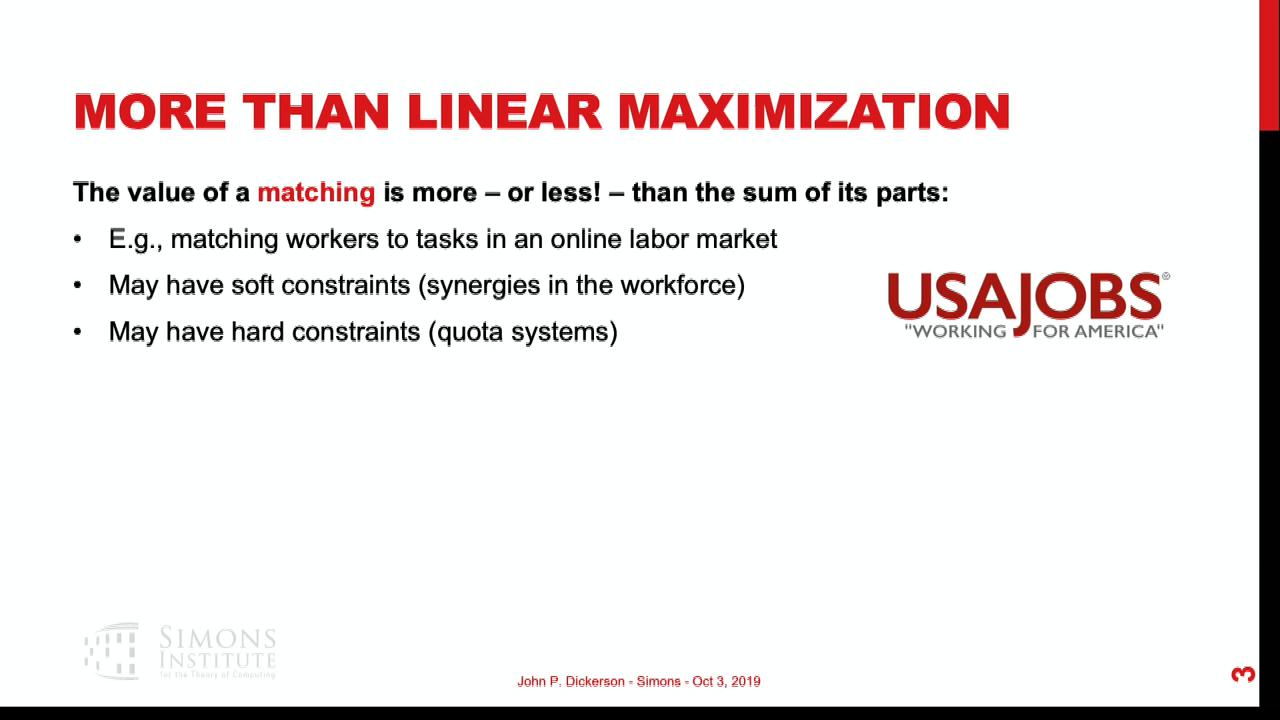 MORE THAN LINEAR MAXIMIZATION
The value of a matching is more – or less! – than the sum of its parts:
• E.g., matching workers to tasks in an online labor market
• May have soft constraints (synergies in the workforce)
• May have hard constraints (quota systems)
USAJOBS®
"WORKING FOR AMERICA"
SIMONS
INSTITUTE
for the Theory of Computing
John P. Dickerson - Simons - Oct 3, 2019
3